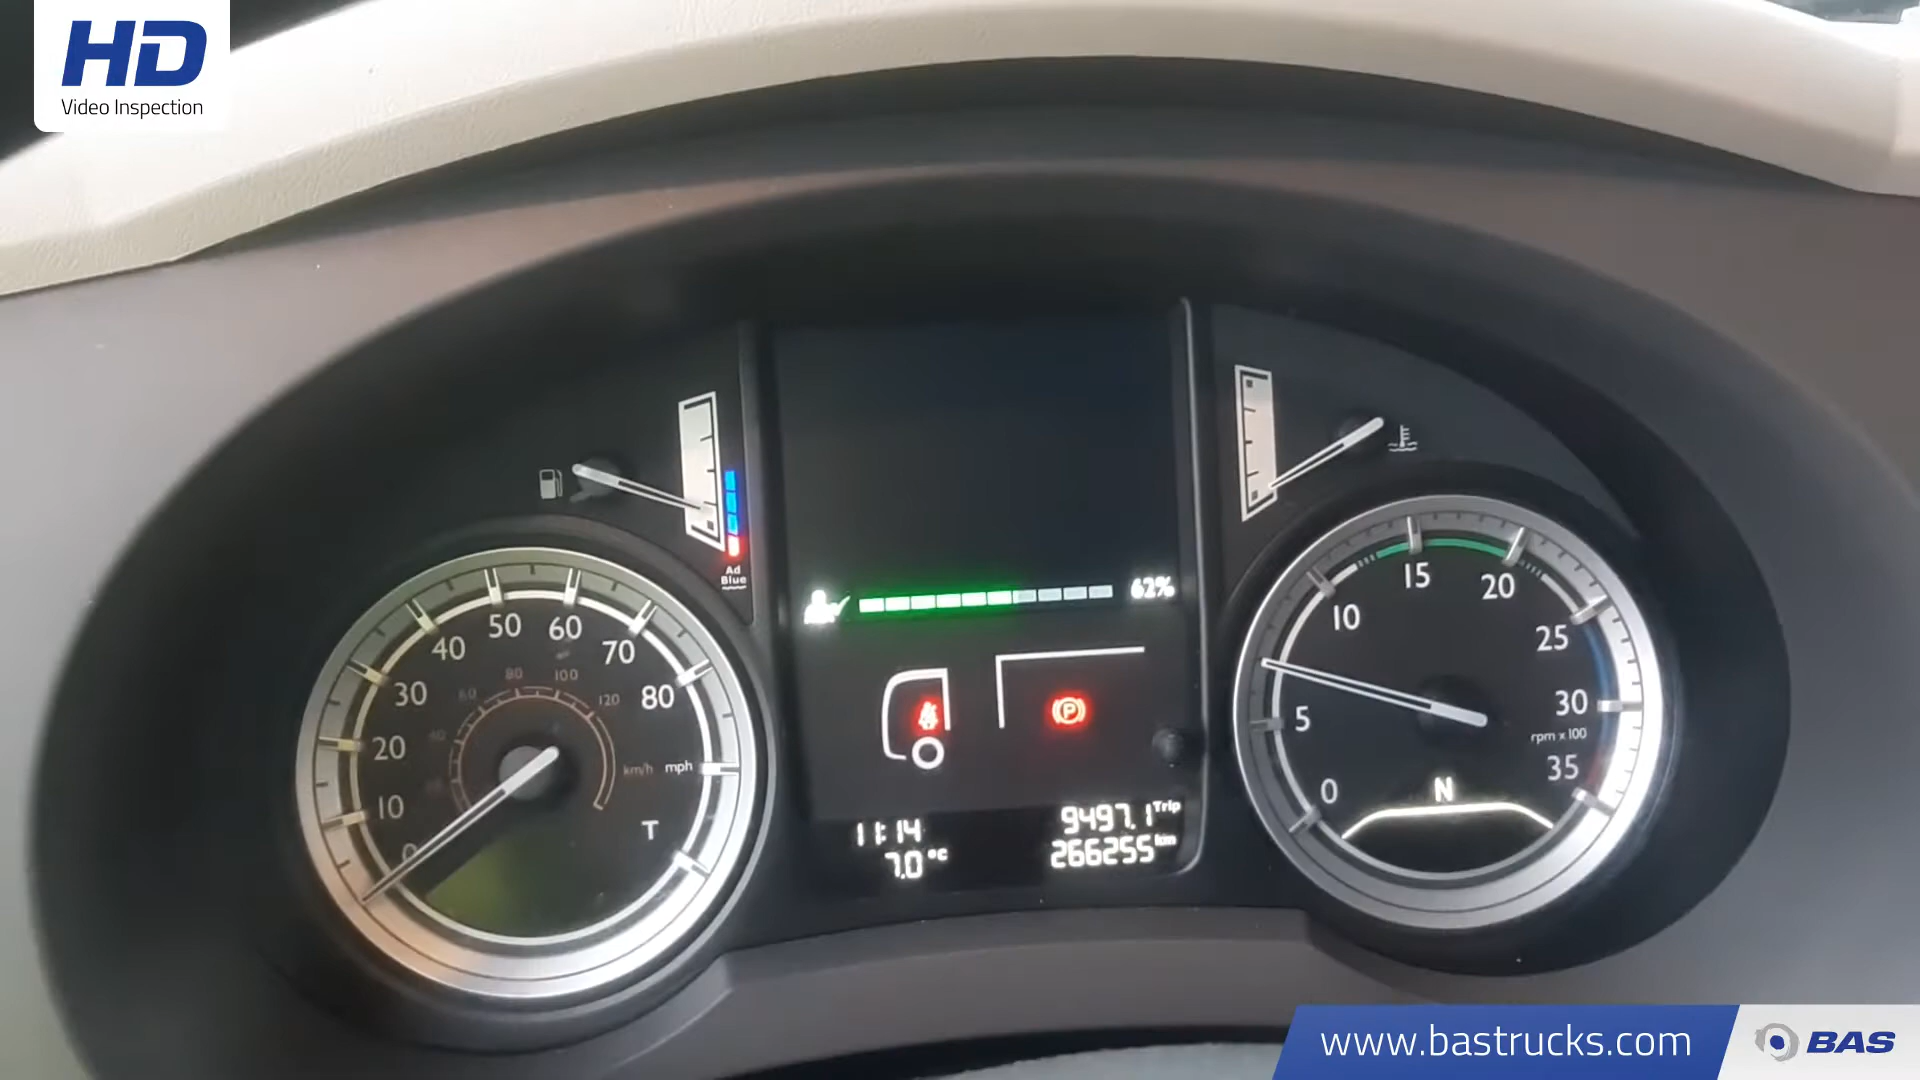 HD
Video Inspection
Ad
Blue
62%
10
20
30
40
50
60
70
80
0
80
100
120
km/h
mph
T
11:14
7.0 °C
9497.1 Trip
266255 km
0
5
10
15
20
25
30
35
rpm x 100
N
P
www.bastrucks.com
BAS